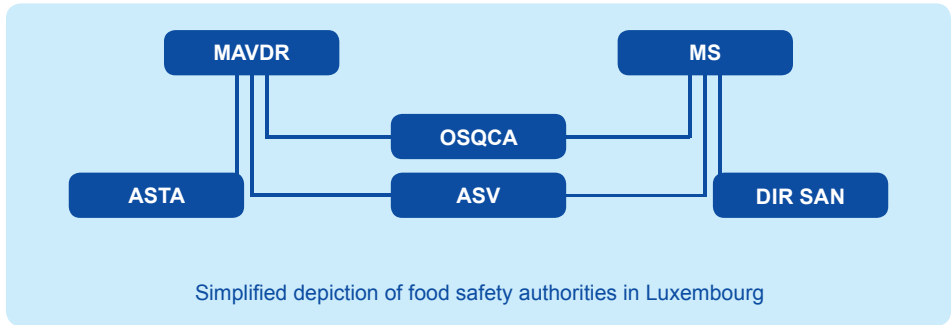 MAVDR
MS
OSQCA
ASTA
ASV
DIR SAN
Simplified depiction of food safety authorities in Luxembourg